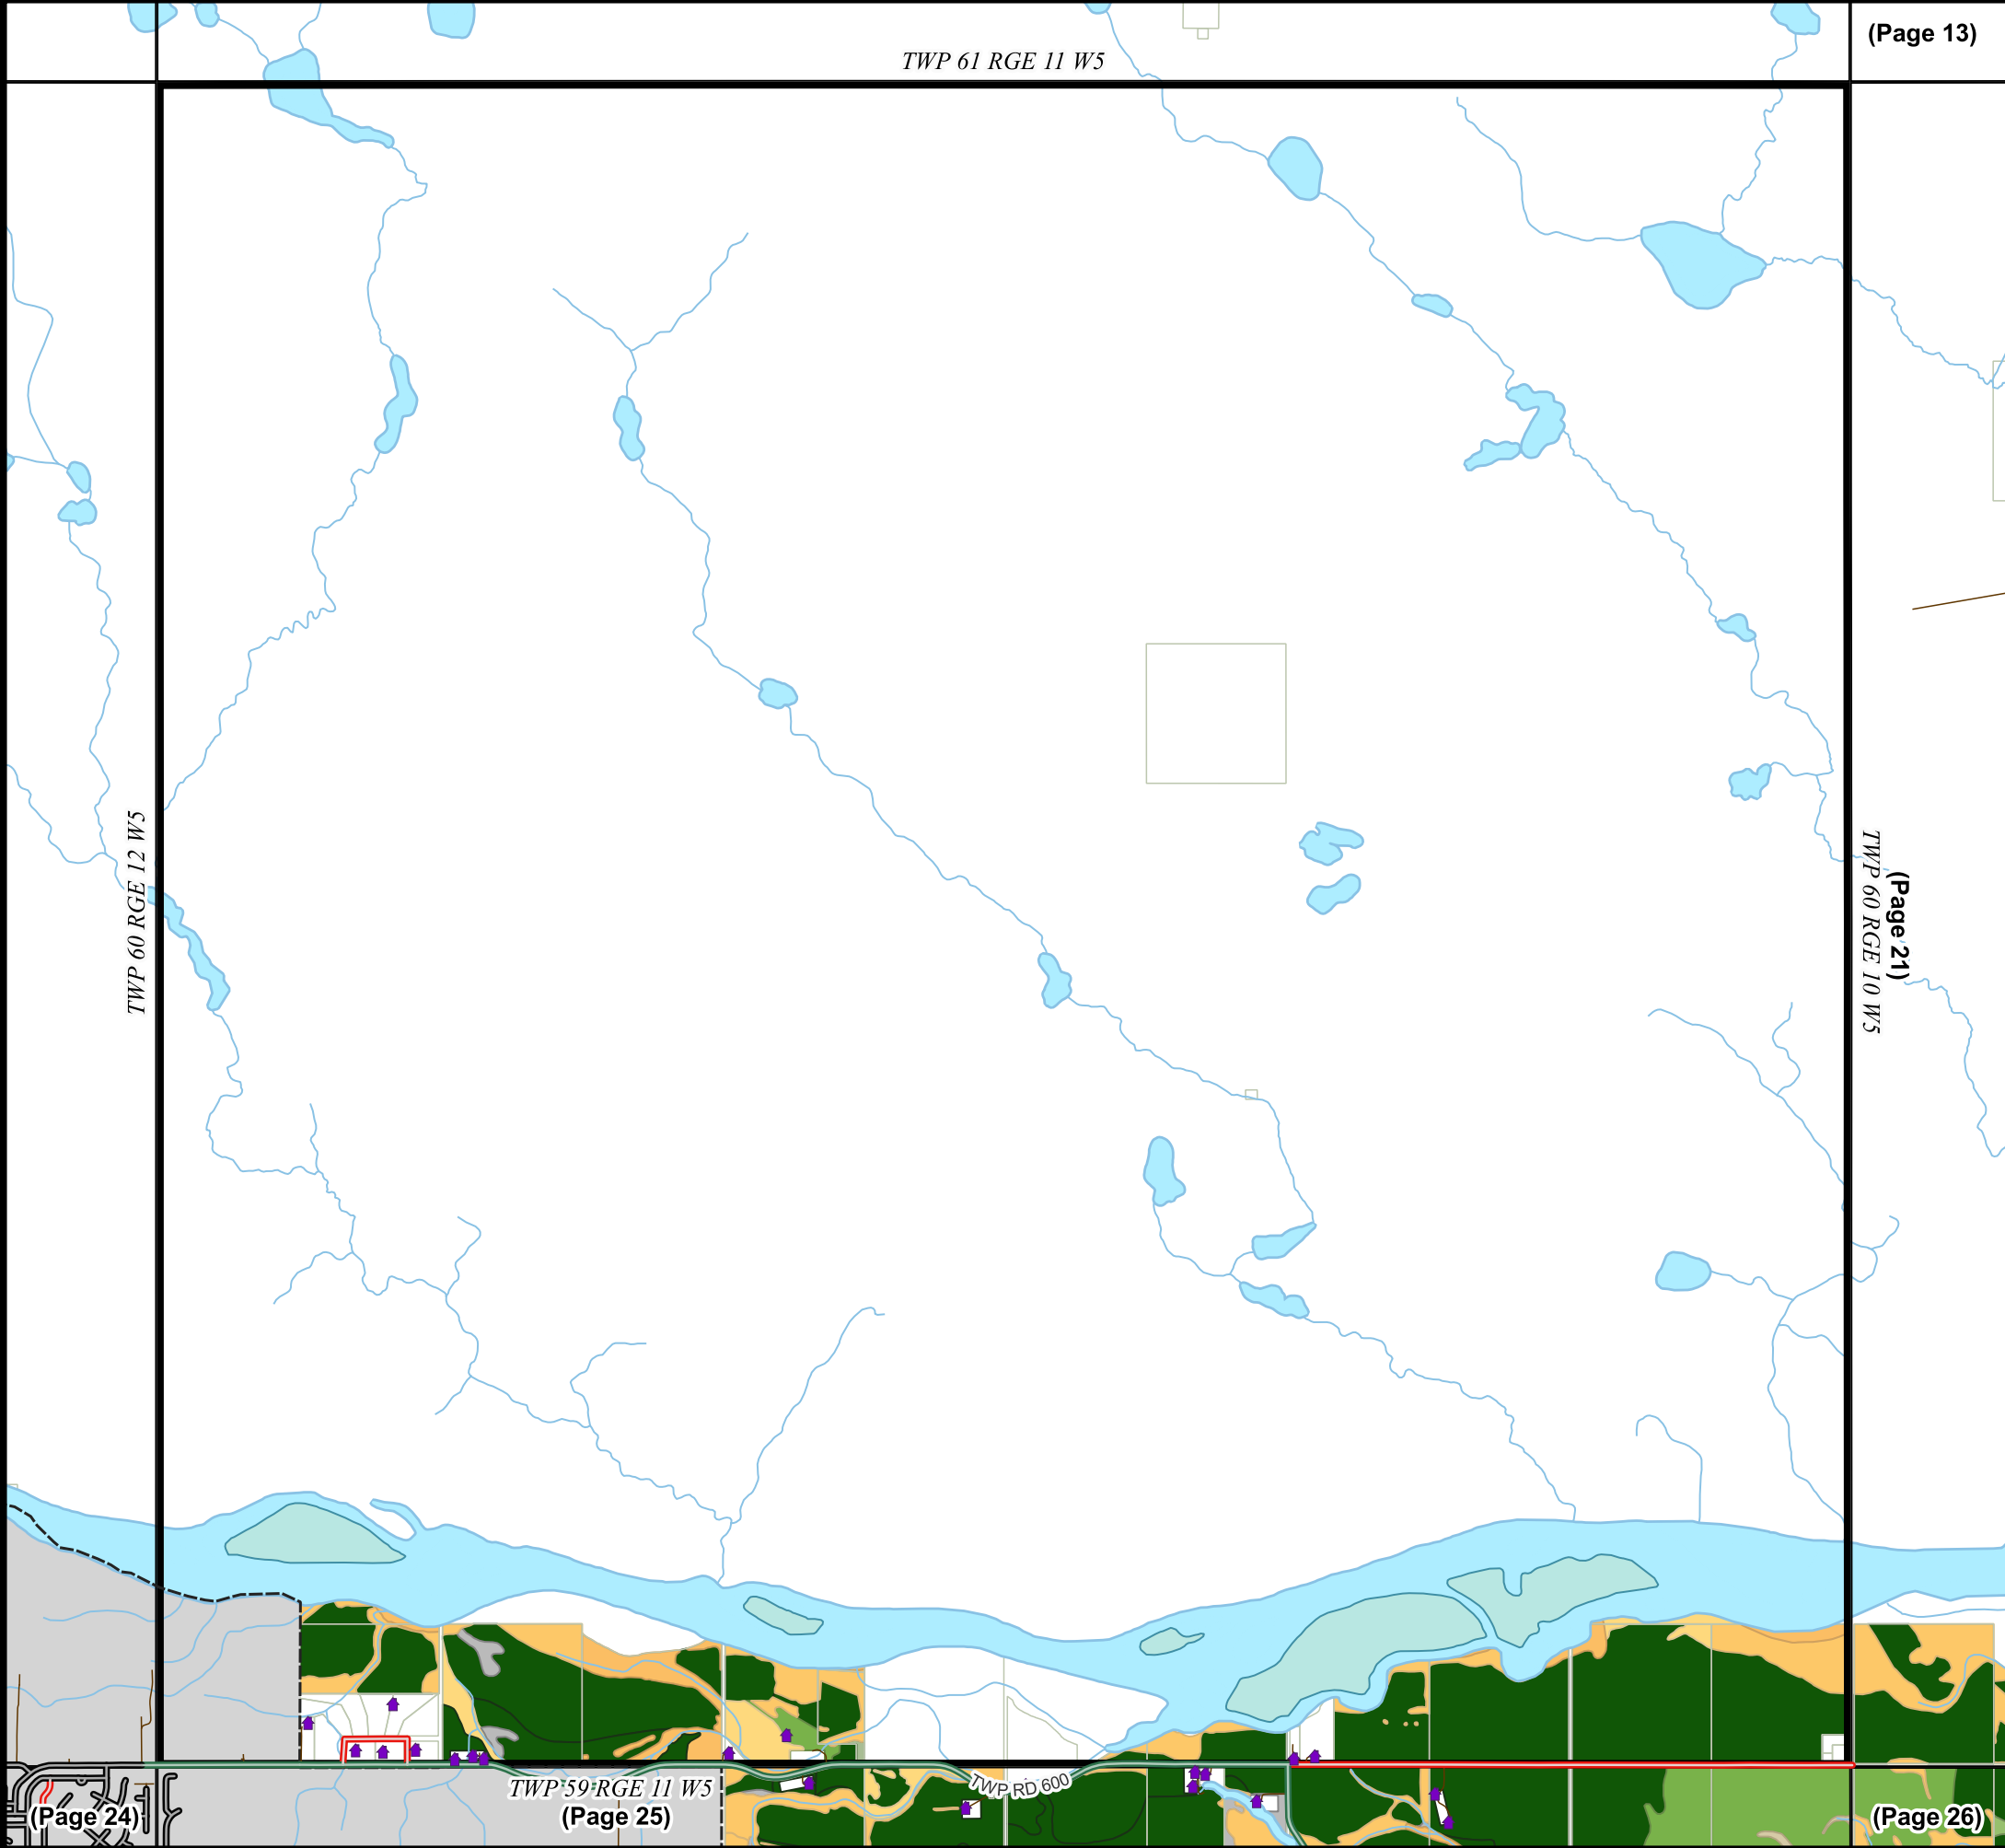 (Page 13)
TWP 61 RGE 11 W5
TWP 60 RGE 12 W5
TWP 60 RGE 10 W5
(Page 21)
TWP 59 RGE 11 W5
TWP RD 600
(Page 24)
(Page 25)
(Page 26)